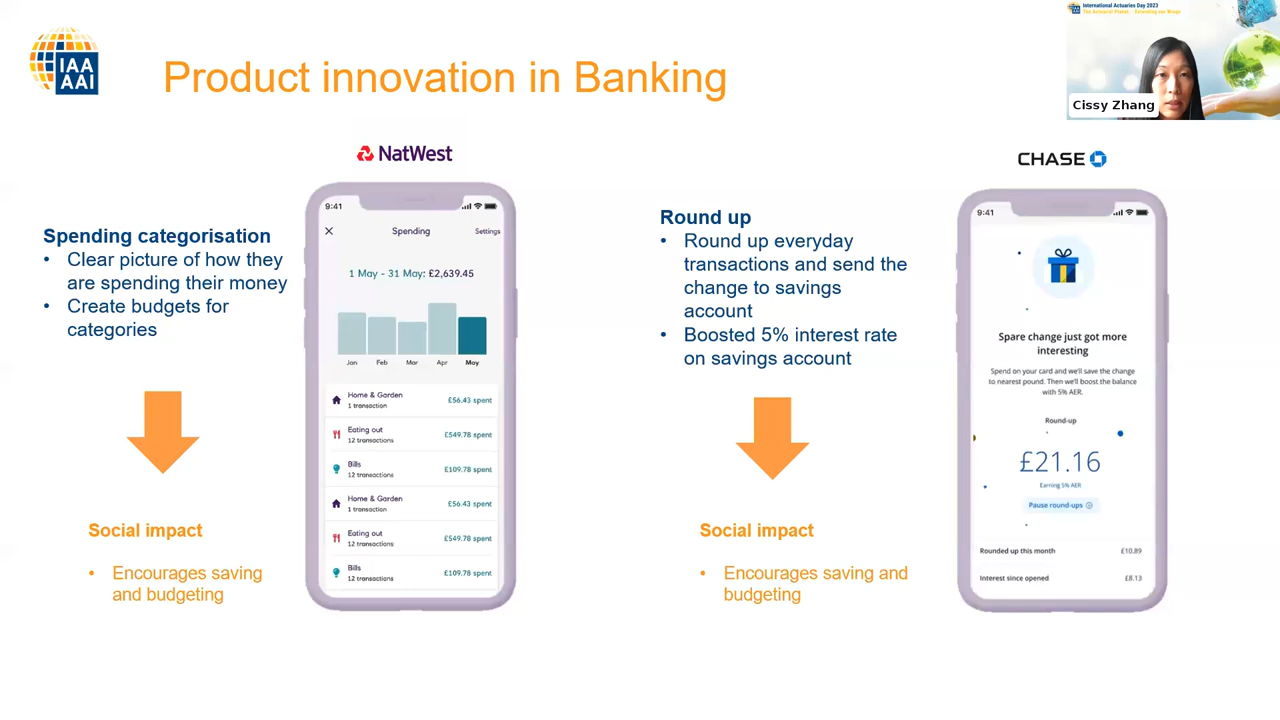 International Actuaries Day 2023
The Actuarial Planet - Extending our Wings
Cissy Zhang
IAA
AAI
Product innovation in Banking
NatWest
Spending categorisation
• Clear picture of how they
are spending their money
• Create budgets for
categories
Social impact
• Encourages saving
and budgeting
9:41
Spending
Settings
1 May - 31 May: £2,639.45
Jan Feb Mar Apr May
Home & Garden
1 transaction
£56.43 spent
Eating out
12 transactions
£549.78 spent
Bills
12 transactions
£109.78 spent
Home & Garden
1 transaction
£56.43 spent
Eating out
12 transactions
£549.78 spent
Bills
12 transactions
£109.78 spent
CHASE
Round up
• Round up everyday
transactions and send the
change to savings
account
• Boosted 5% interest rate
on savings account
Social impact
• Encourages saving and
budgeting
9:41
Spare change just got more
interesting
Spend on your card and we'll save the change
to nearest pound. Then we'll boost the balance
with 5% AER.
Round-up
£21.16
Earning 5% AER
Pause round-ups
Rounded up this month £10.89
Interest since opened £8.13